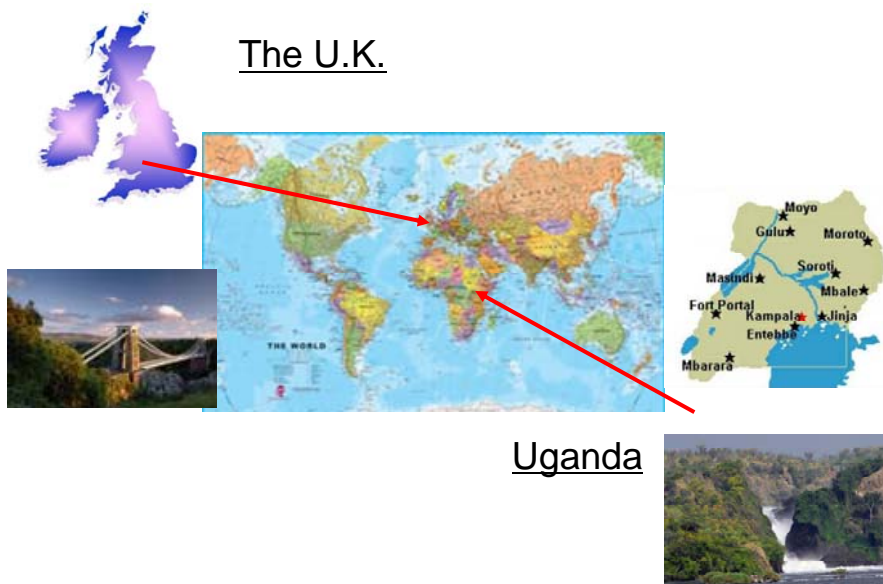 The U.K.
THE WORLD
Moyo
Gulu
Moroto
Soroti
Masindi
Mbale
Fort Portal
Kampala
Jinja
Entebbe
Mbarara
Uganda